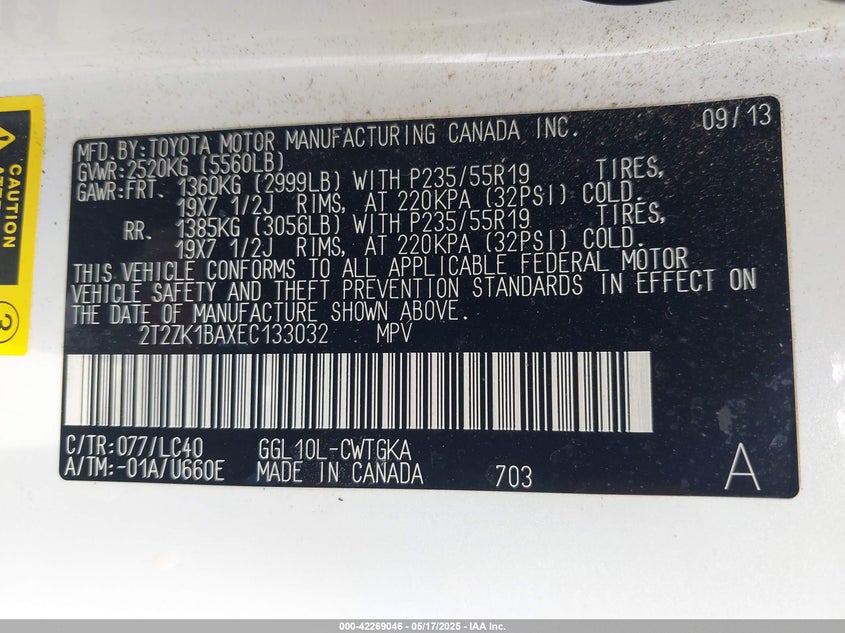 MFD.BY:TOYOTA MOTOR MANUFACTURING CANADA INC. 09/13
GVWR:2520KG (5560LB)
GAWR:FRT. 1360KG (2999LB) WITH P235/55R19 TIRES,
19X7 1/2J RIMS, AT 220KPA (32PSI) COLD.
RR. 1385KG (3056LB) WITH P235/55R19 TIRES,
19X7 1/2J RIMS, AT 220KPA (32PSI) COLD.
THIS VEHICLE CONFORMS TO ALL APPLICABLE FEDERAL MOTOR
VEHICLE SAFETY AND THEFT PREVENTION STANDARDS IN EFFECT ON
THE DATE OF MANUFACTURE SHOWN ABOVE.
2T2ZK1BAXEC133032 MPV
C/TR:077/LC40 GGL10L-CWTGKA
A/TM:-01A/U660E MADE IN CANADA 703 A
CAUTION
3
000-42269046 - 05/17/2025 - IAA Inc.